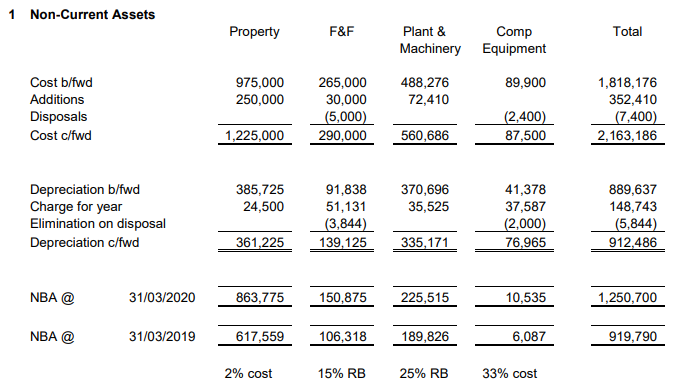 1 Non-Current Assets
Property F&F Plant & Machinery Comp Equipment Total
Cost b/fwd 975,000 265,000 488,276 89,900 1,818,176
Additions 250,000 30,000 72,410 352,410
Disposals (5,000) (2,400) (7,400)
Cost c/fwd 1,225,000 290,000 560,686 87,500 2,163,186
Depreciation b/fwd 385,725 91,838 370,696 41,378 889,637
Charge for year 24,500 51,131 35,525 37,587 148,743
Elimination on disposal (3,844) (2,000) (5,844)
Depreciation c/fwd 361,225 139,125 335,171 76,965 912,486
NBA @ 31/03/2020 863,775 150,875 225,515 10,535 1,250,700
NBA @ 31/03/2019 617,559 106,318 189,826 6,087 919,790
2% cost 15% RB 25% RB 33% cost